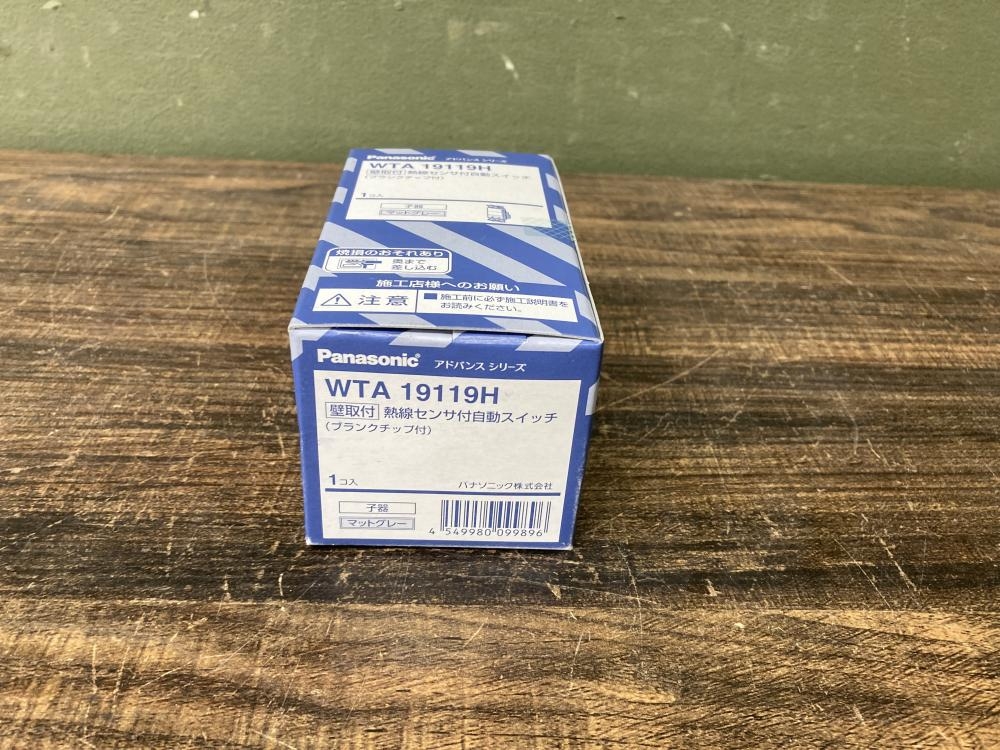 Panasonic アドバンス シリーズ
WTA 19119H
壁取付 熱線センサ付自動スイッチ
(ブランクチップ付)
1コ入
子器
マットグレー
焼損のおそれあり
奥まで
差し込む
施工店様へのお願い
注意
■施工前に必ず施工説明書を
お読みください。
Panasonic アドバンス シリーズ
WTA 19119H
壁取付 熱線センサ付自動スイッチ
(ブランクチップ付)
1コ入 パナソニック株式会社
子器
マットグレー
4 549980 099896